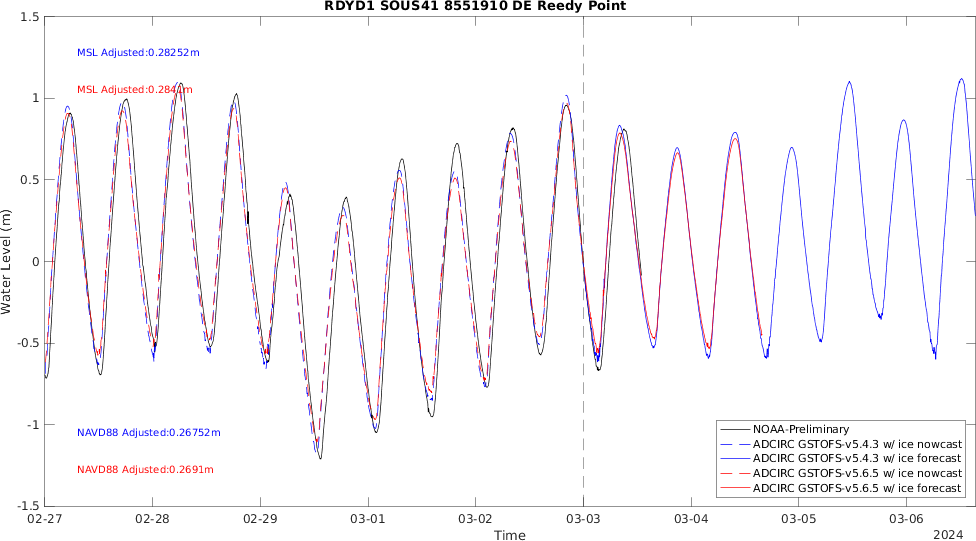 RDYD1 SOUS41 8551910 DE Reedy Point
1.5
1
0.5
0
-0.5
-1
-1.5
Water Level (m)
MSL Adjusted:0.28252m
MSL Adjusted:
NAVD88 Adjusted:0.26752m
NAVD88 Adjusted:0.2691m
NOAA-Preliminary
ADCIRC GSTOFS-v5.4.3 w/ ice nowcast
ADCIRC GSTOFS-v5.4.3 w/ ice forecast
ADCIRC GSTOFS-v5.6.5 w/ ice nowcast
ADCIRC GSTOFS-v5.6.5 w/ ice forecast
02-27 02-28 02-29 03-01 03-02 03-03 03-04 03-05 03-06
Time
2024